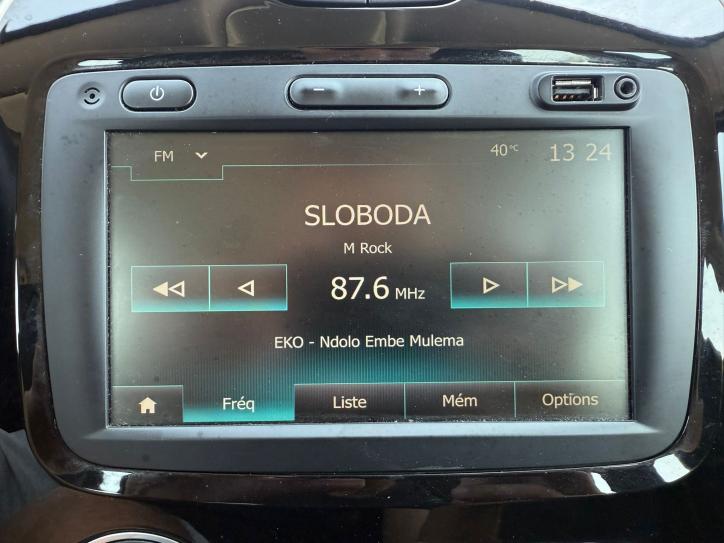 FM
40°C 13 24
SLOBODA
M Rock
87.6 MHz
EKO - Ndolo Embe Mulema
Fréq Liste Mém Options